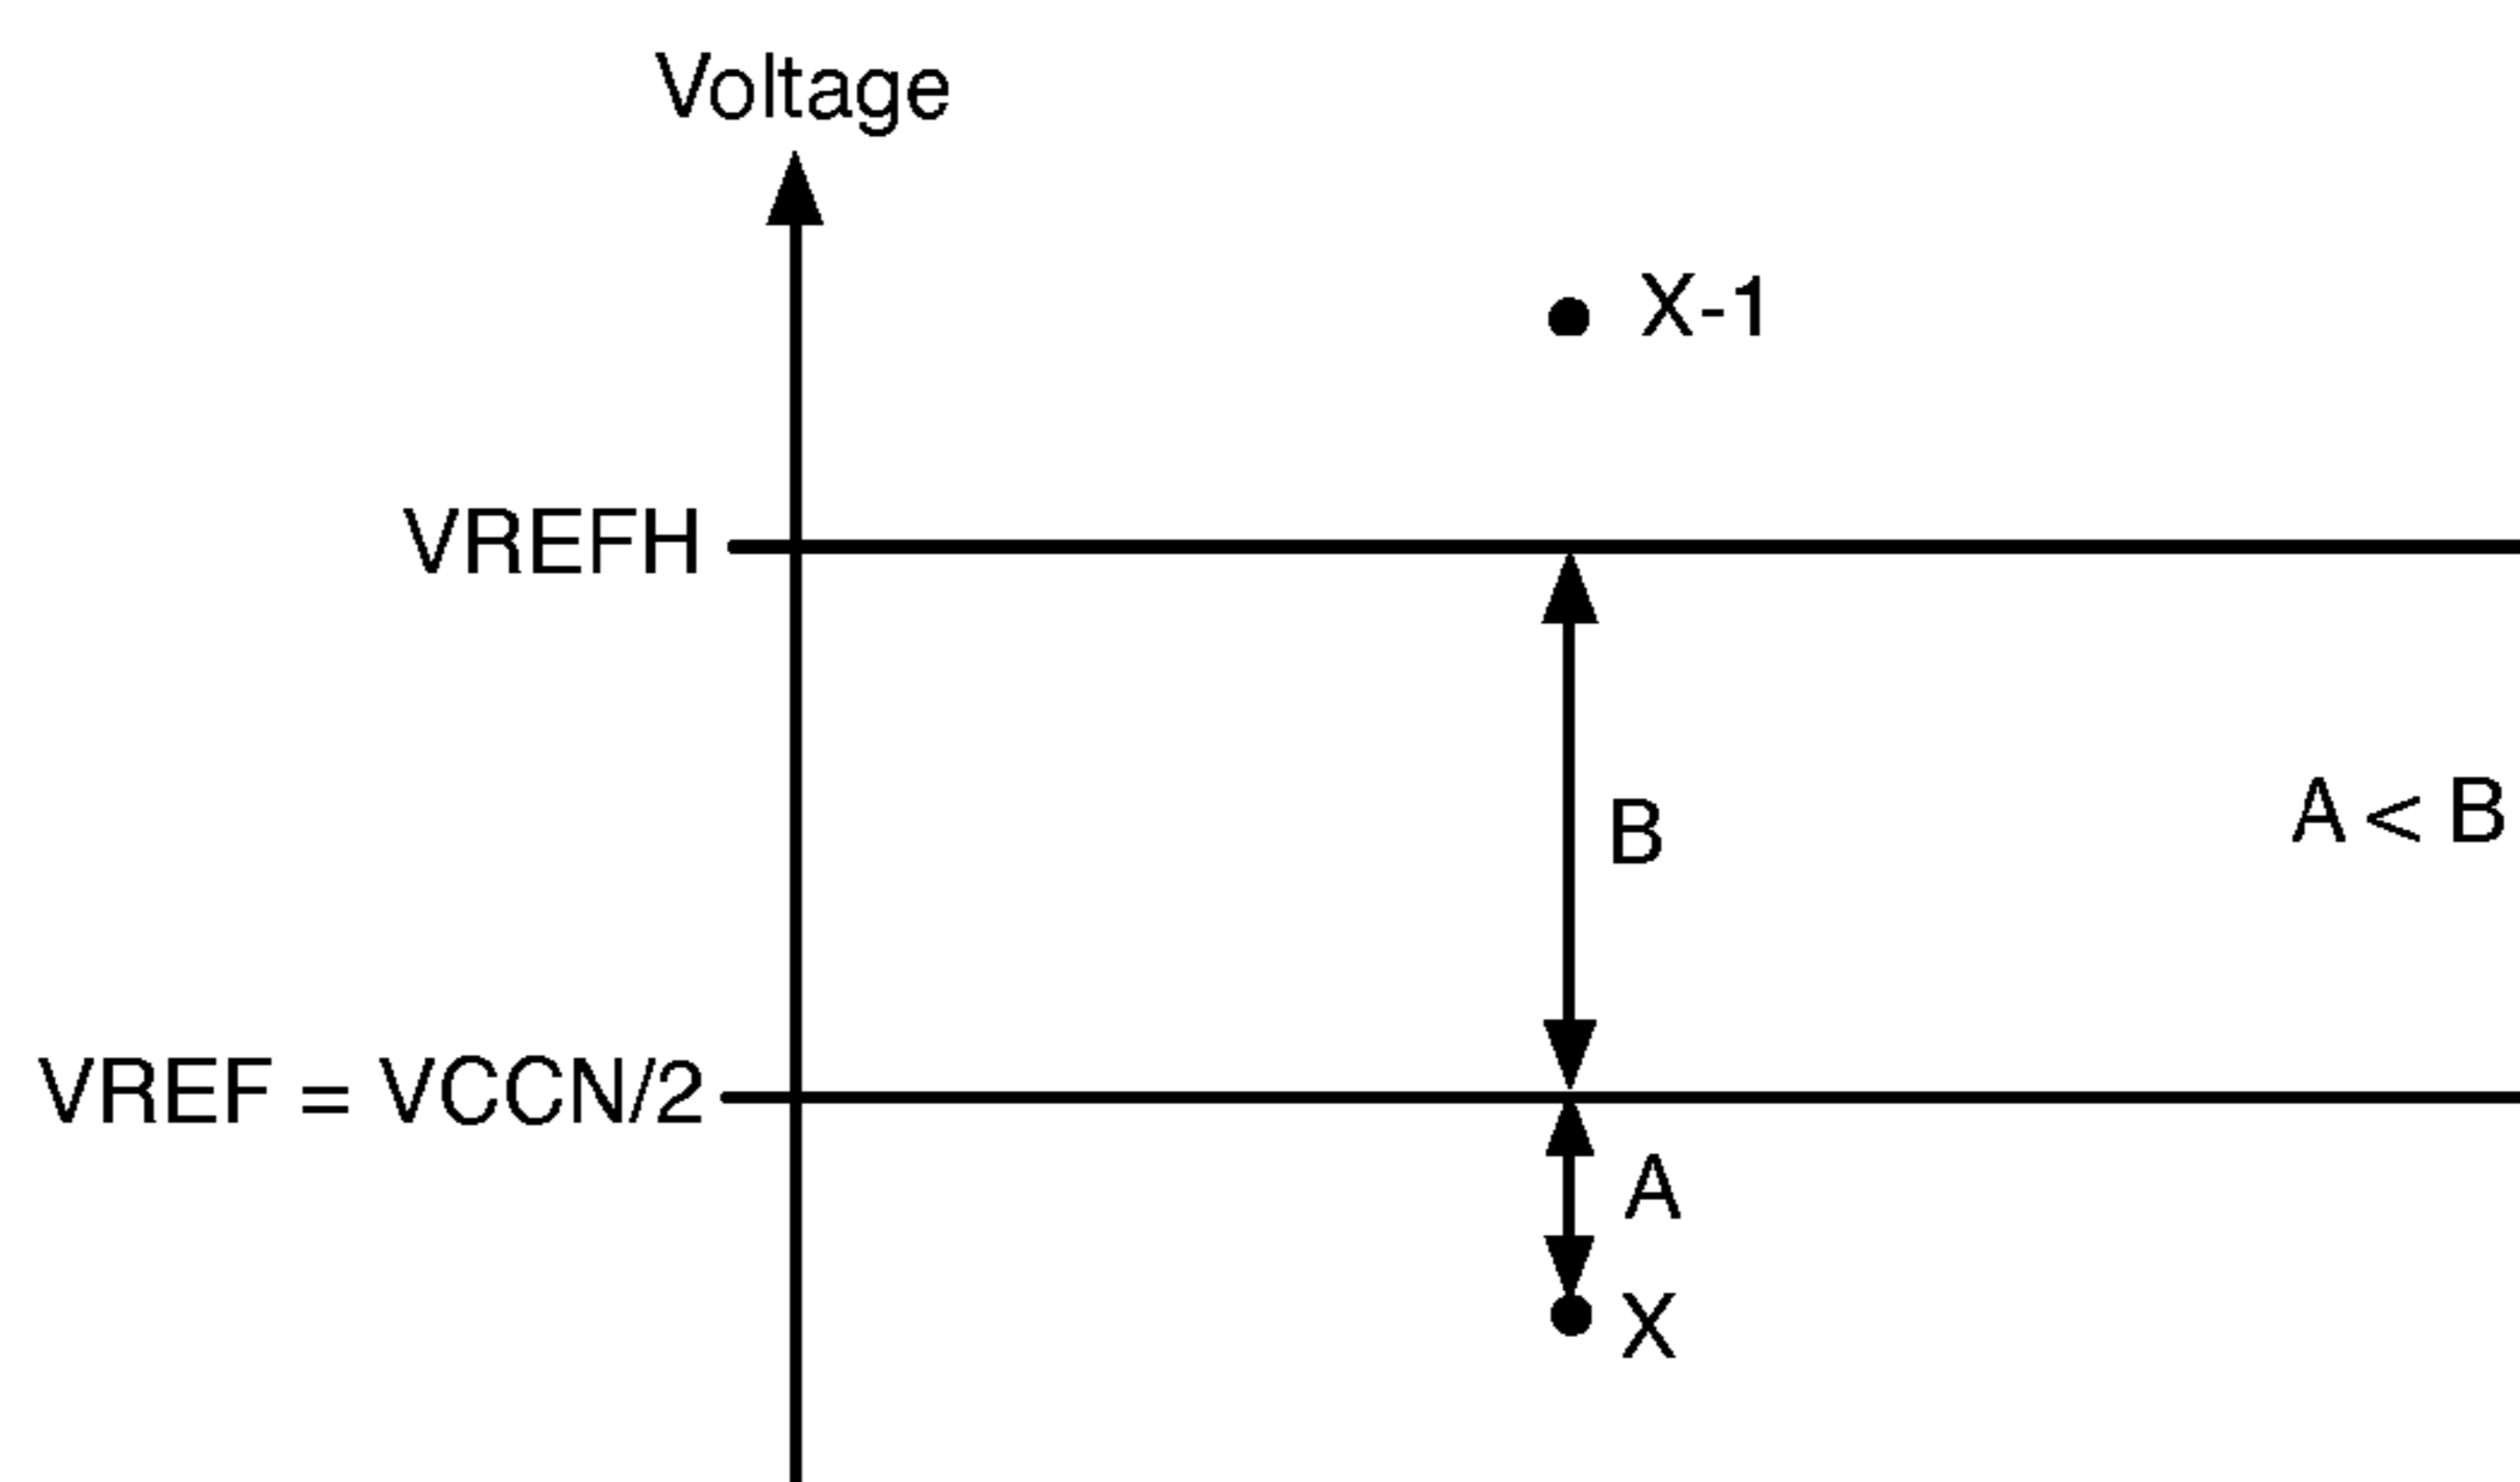 Voltage
X-1
VREFH
B
A < B
VREF = VCCN/2
A
X